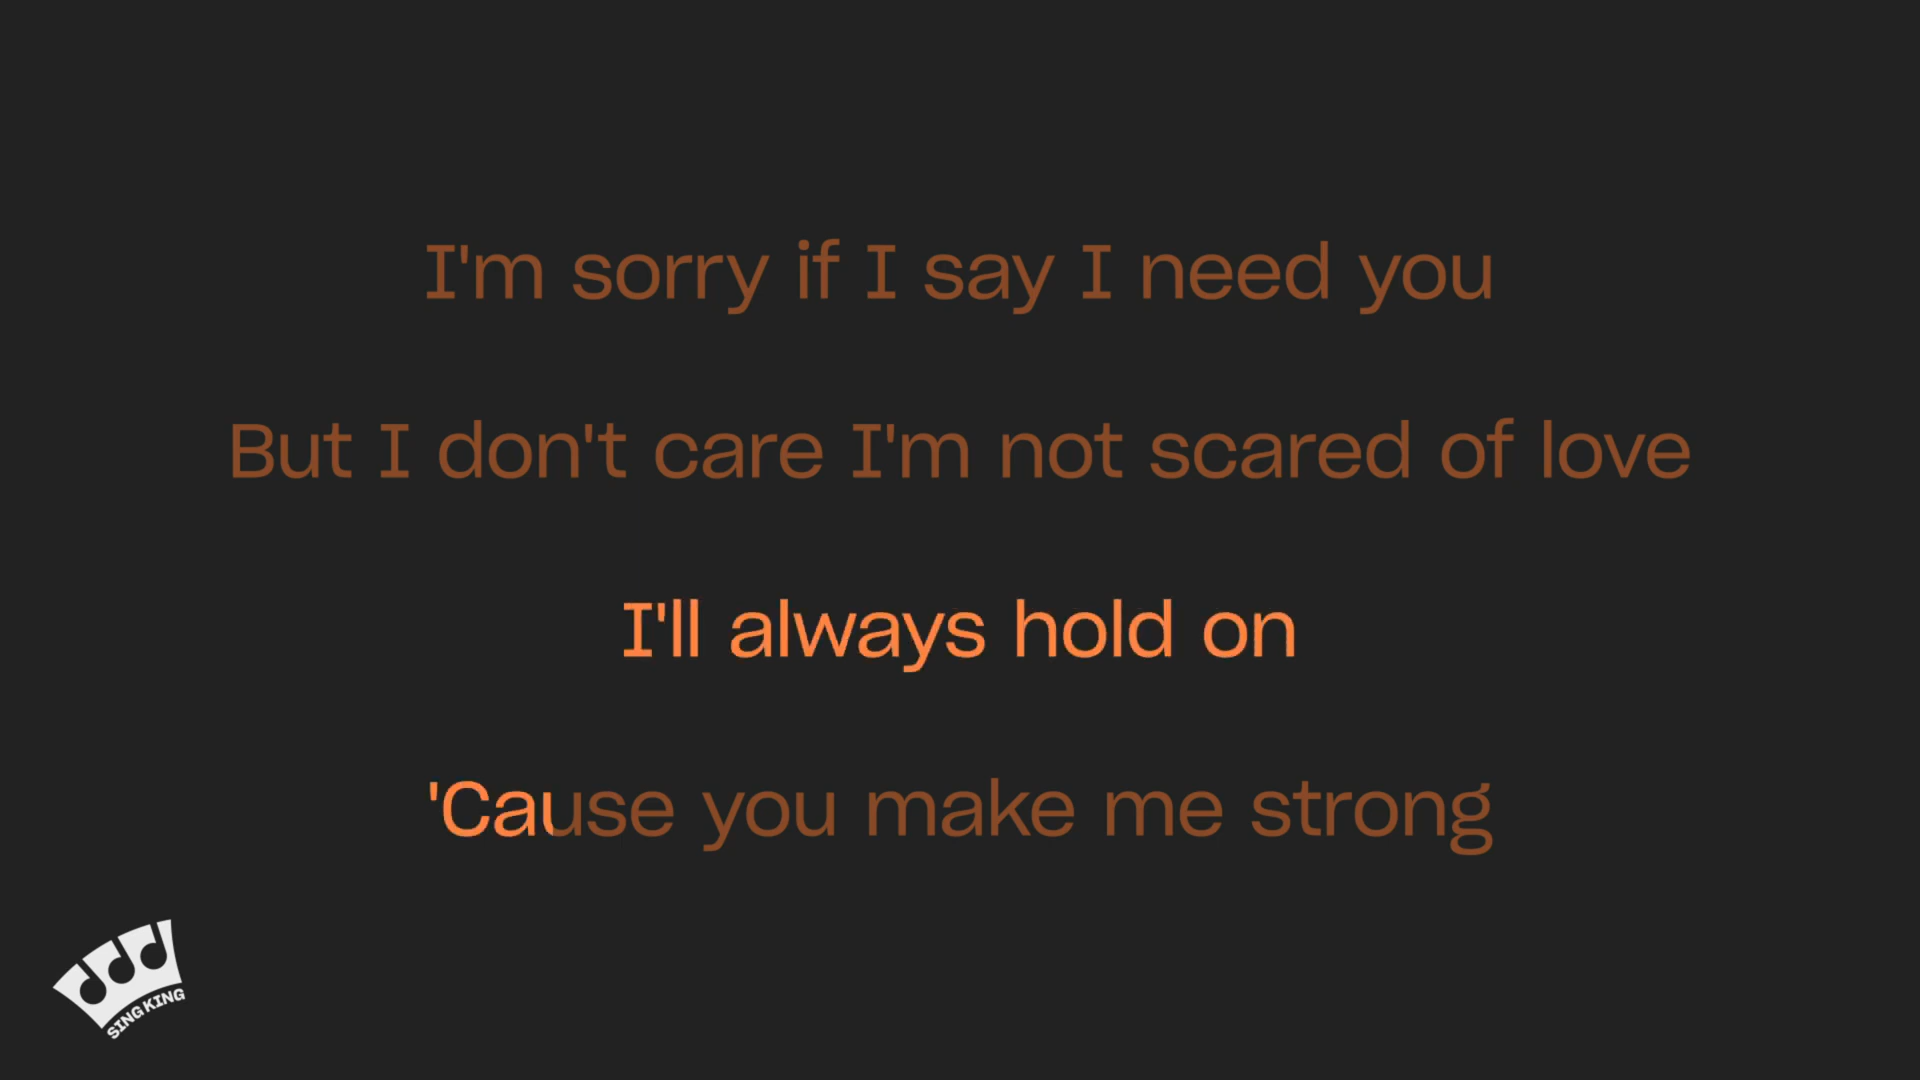 I'm sorry if I say I need you
But I don't care I'm not scared of love
I'll always hold on
'Cause you make me strong
SING KING